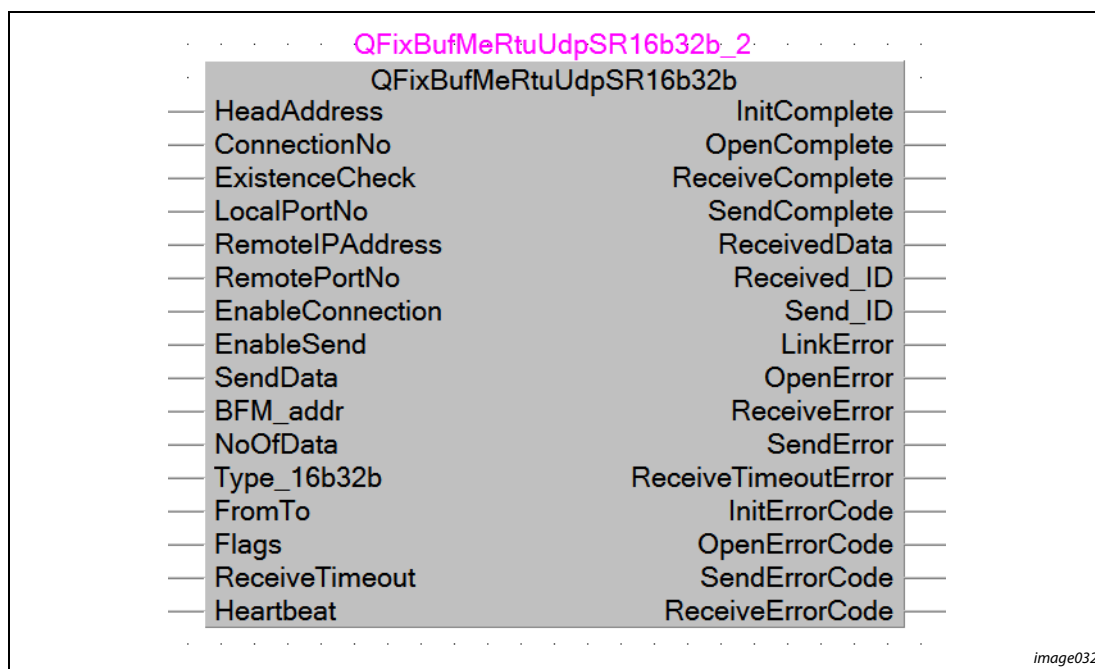 QFixBufMeRtuUdpSR16b32b_2
QFixBufMeRtuUdpSR16b32b
HeadAddress InitComplete
ConnectionNo OpenComplete
ExistenceCheck ReceiveComplete
LocalPortNo SendComplete
RemoteIPAddress ReceivedData
RemotePortNo Received_ID
EnableConnection Send_ID
EnableSend LinkError
SendData OpenError
BFM_addr ReceiveError
NoOfData SendError
Type_16b32b ReceiveTimeoutError
FromTo InitErrorCode
Flags OpenErrorCode
ReceiveTimeout SendErrorCode
Heartbeat ReceiveErrorCode
image032